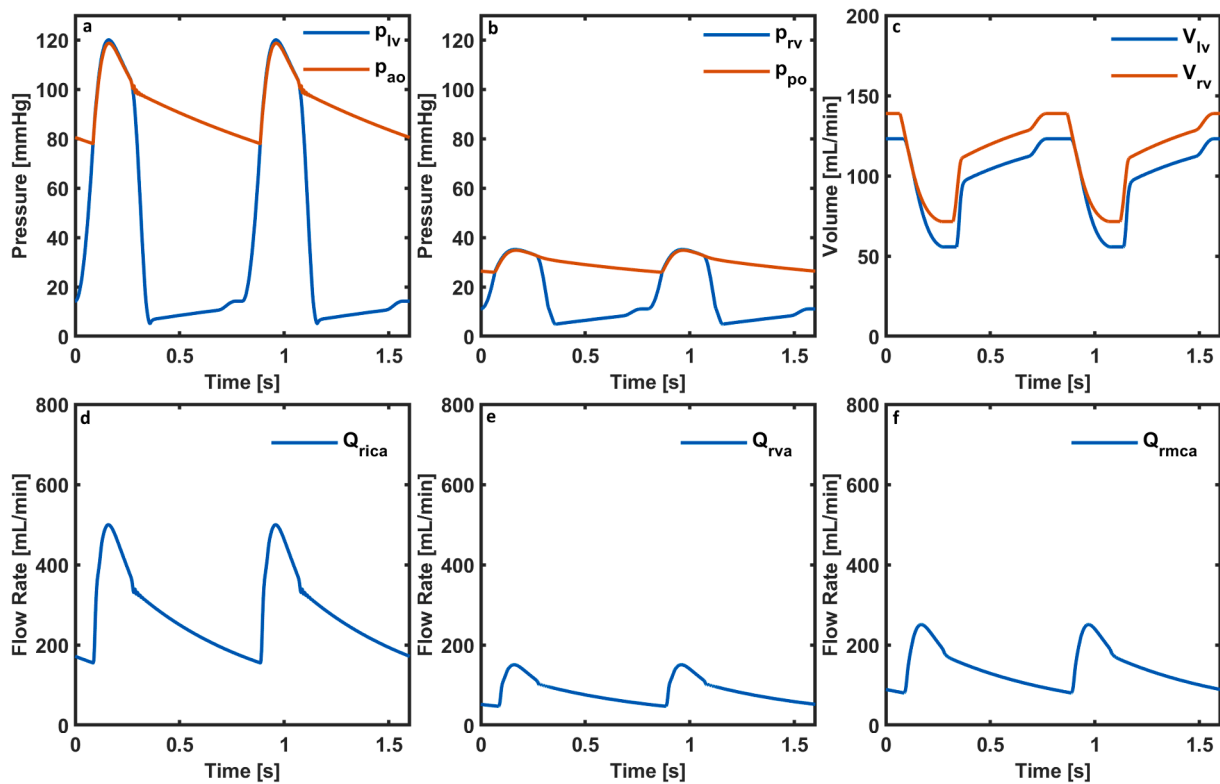 a
p_lv
p_ao
Pressure [mmHg]
120
100
80
60
40
20
0
0 0.5 1 1.5
Time [s]
b
p_rv
p_po
Pressure [mmHg]
120
100
80
60
40
20
0
0 0.5 1 1.5
Time [s]
c
V_lv
V_rv
Volume [mL/min]
200
150
100
50
0
0 0.5 1 1.5
Time [s]
d
Q_rica
Flow Rate [mL/min]
800
600
400
200
0
0 0.5 1 1.5
Time [s]
e
Q_rva
Flow Rate [mL/min]
800
600
400
200
0
0 0.5 1 1.5
Time [s]
f
Q_rmca
Flow Rate [mL/min]
800
600
400
200
0
0 0.5 1 1.5
Time [s]